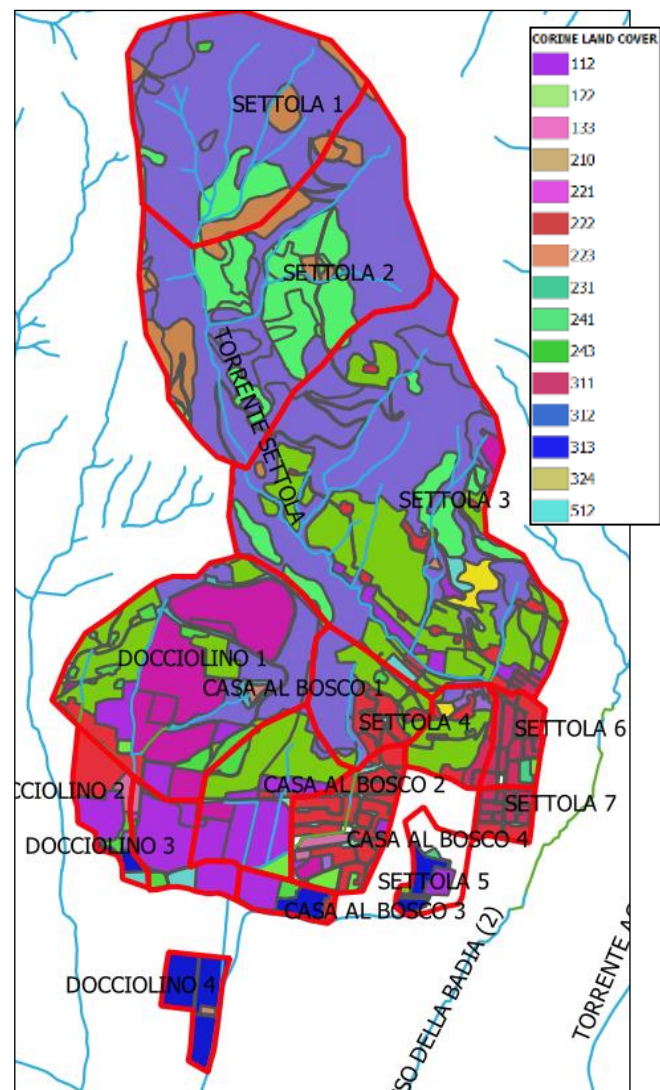 CORINE LAND COVER
112
122
133
210
221
222
223
231
241
243
311
312
313
324
512
SETTOLA 1
SETTOLA 2
TORRENTE SETTOLA
SETTOLA 3
DOCCIOLINO 1
CASA AL BOSCO 1
SETTOLA 4
SETTOLA 6
CASA AL BOSCO 2
CCIOLINO 2
SETTOLA 7
DOCCIOLINO 3
CASA AL BOSCO 4
SETTOLA 5
CASA AL BOSCO 3
DOCCIOLINO 4
SO DELLA BADIA (2)
TORRENTE